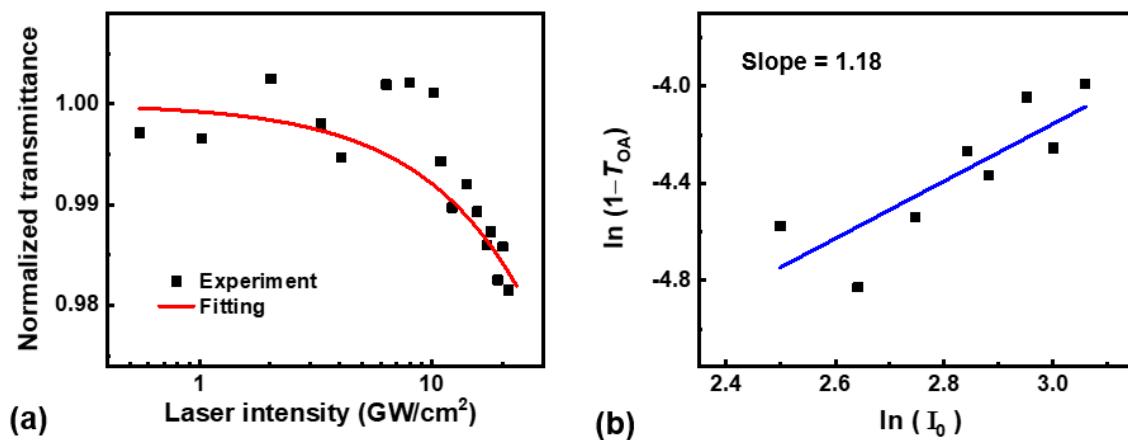 Normalized transmittance
1.00
0.99
0.98
Experiment
Fitting
1
10
Laser intensity (GW/cm²)
(a)
Slope = 1.18
ln (1−T_OA)
-4.0
-4.4
-4.8
2.4
2.6
2.8
3.0
ln ( I₀ )
(b)